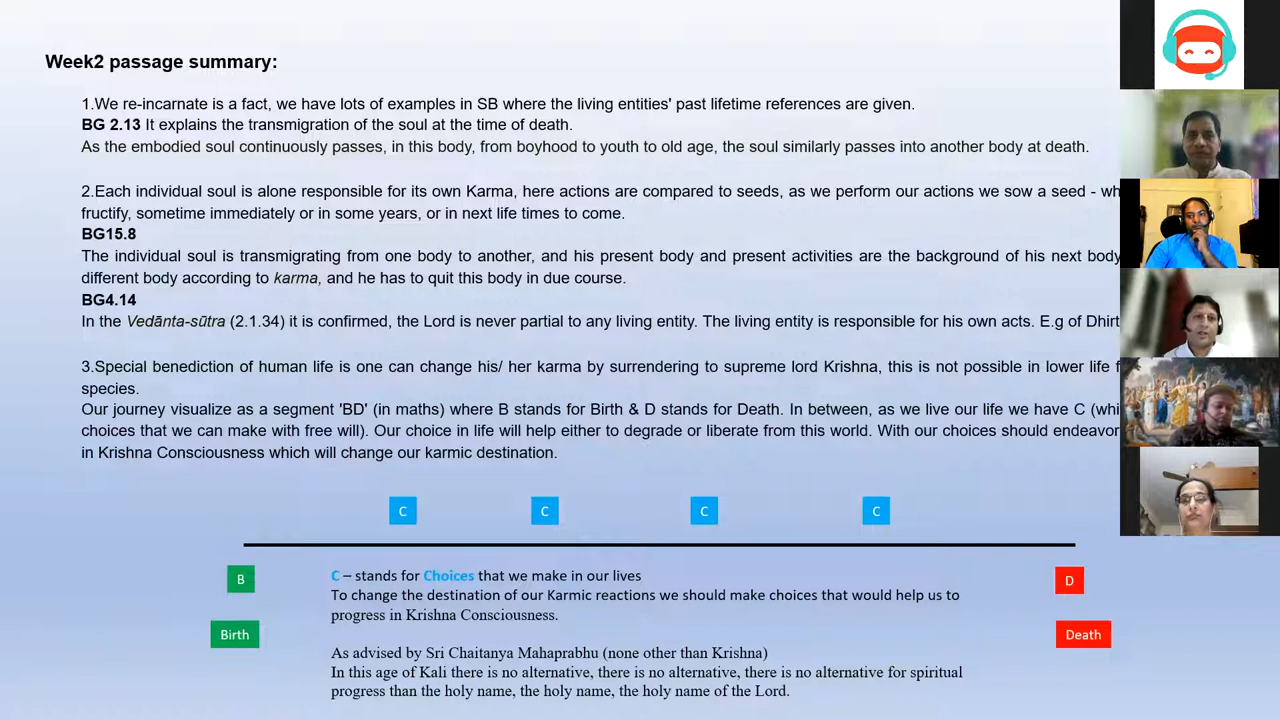 Week2 passage summary:
1.We re-incarnate is a fact, we have lots of examples in SB where the living entities' past lifetime references are given.
BG 2.13 It explains the transmigration of the soul at the time of death.
As the embodied soul continuously passes, in this body, from boyhood to youth to old age, the soul similarly passes into another body at death.
2.Each individual soul is alone responsible for its own Karma, here actions are compared to seeds, as we perform our actions we sow a seed -
fructify, sometime immediately or in some years, or in next life times to come.
BG15.8
The individual soul is transmigrating from one body to another, and his present body and present activities are the background of his next body
different body according to karma, and he has to quit this body in due course.
BG4.14
In the Vedānta-sūtra (2.1.34) it is confirmed, the Lord is never partial to any living entity. The living entity is responsible for his own acts. E.g of
3.Special benediction of human life is one can change his/ her karma by surrendering to supreme lord Krishna, this is not possible in lower life
species.
Our journey visualize as a segment 'BD' (in maths) where B stands for Birth & D stands for Death. In between, as we live our life we have C
choices that we can make with free will). Our choice in life will help either to degrade or liberate from this world. With our choices should endeavor
in Krishna Consciousness which will change our karmic destination.
C C C C
B
D
C – stands for Choices that we make in our lives
To change the destination of our Karmic reactions we should make choices that would help us to
progress in Krishna Consciousness.
Birth
Death
As advised by Sri Chaitanya Mahaprabhu (none other than Krishna)
In this age of Kali there is no alternative, there is no alternative, there is no alternative for spiritual
progress than the holy name, the holy name, the holy name of the Lord.